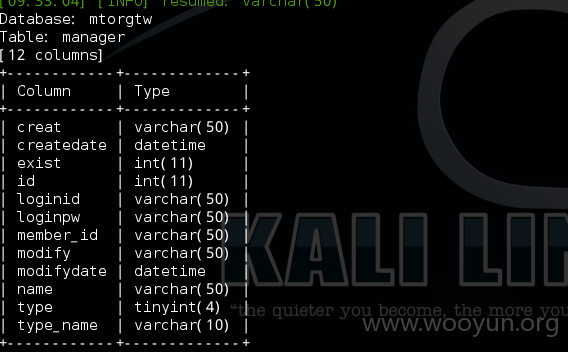 [09:33:04] [INFO] resumed: varchar(50)
Database: mtorgtw
Table: manager
[12 columns]
+------------+-------------+
| Column | Type |
+------------+-------------+
| creat | varchar(50) |
| createdate | datetime |
| exist | int(11) |
| id | int(11) |
| loginid | varchar(50) |
| loginpw | varchar(50) |
| member_id | varchar(50) |
| modify | varchar(50) |
| modifydate | datetime |
| name | varchar(50) |
| type | tinyint(4) |
| type_name | varchar(10) |
KALI LIN
"the quieter you become, the more you
www.wooyun.org